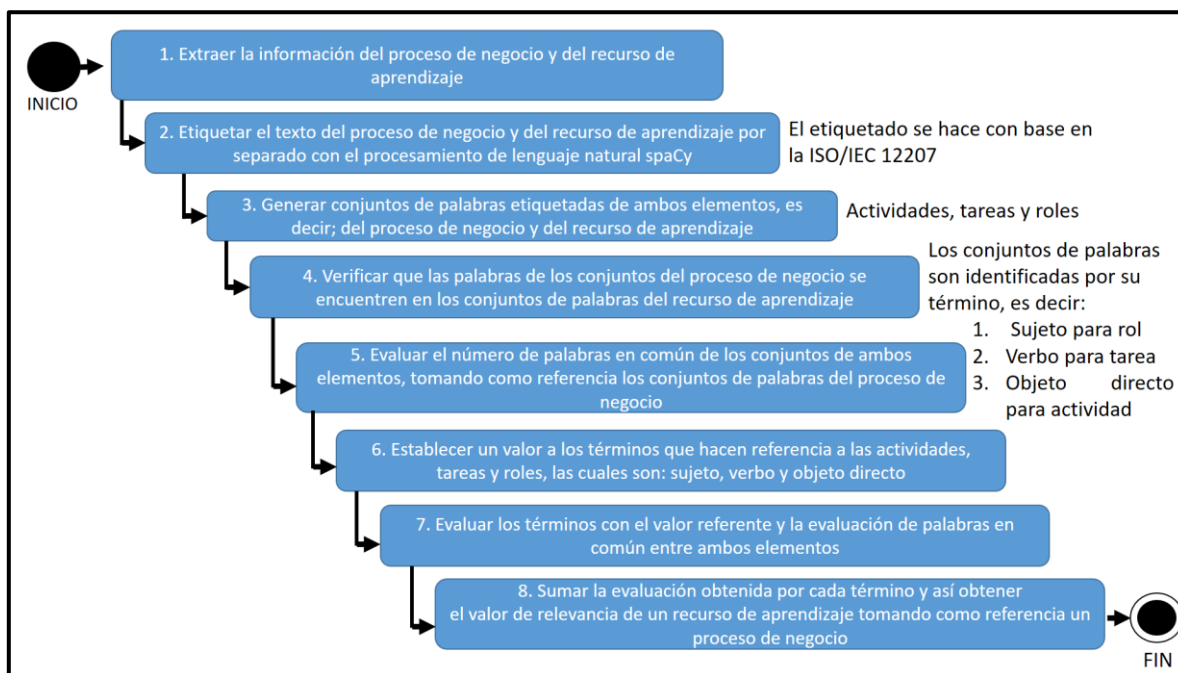 1. Extraer la información del proceso de negocio y del recurso de
aprendizaje
INICIO
2. Etiquetar el texto del proceso de negocio y del recurso de aprendizaje por
separado con el procesamiento de lenguaje natural spaCy
El etiquetado se hace con base en
la ISO/IEC 12207
3. Generar conjuntos de palabras etiquetadas de ambos elementos, es
decir; del proceso de negocio y del recurso de aprendizaje
Actividades, tareas y roles
4. Verificar que las palabras de los conjuntos del proceso de negocio se
encuentren en los conjuntos de palabras del recurso de aprendizaje
Los conjuntos de palabras
son identificadas por su
término, es decir:
1. Sujeto para rol
2. Verbo para tarea
3. Objeto directo
para actividad
5. Evaluar el número de palabras en común de los conjuntos de ambos
elementos, tomando como referencia los conjuntos de palabras del proceso de
negocio
6. Establecer un valor a los términos que hacen referencia a las actividades,
tareas y roles, las cuales son: sujeto, verbo y objeto directo
7. Evaluar los términos con el valor referente y la evaluación de palabras en
común entre ambos elementos
8. Sumar la evaluación obtenida por cada término y así obtener
el valor de relevancia de un recurso de aprendizaje tomando como referencia un
proceso de negocio
FIN